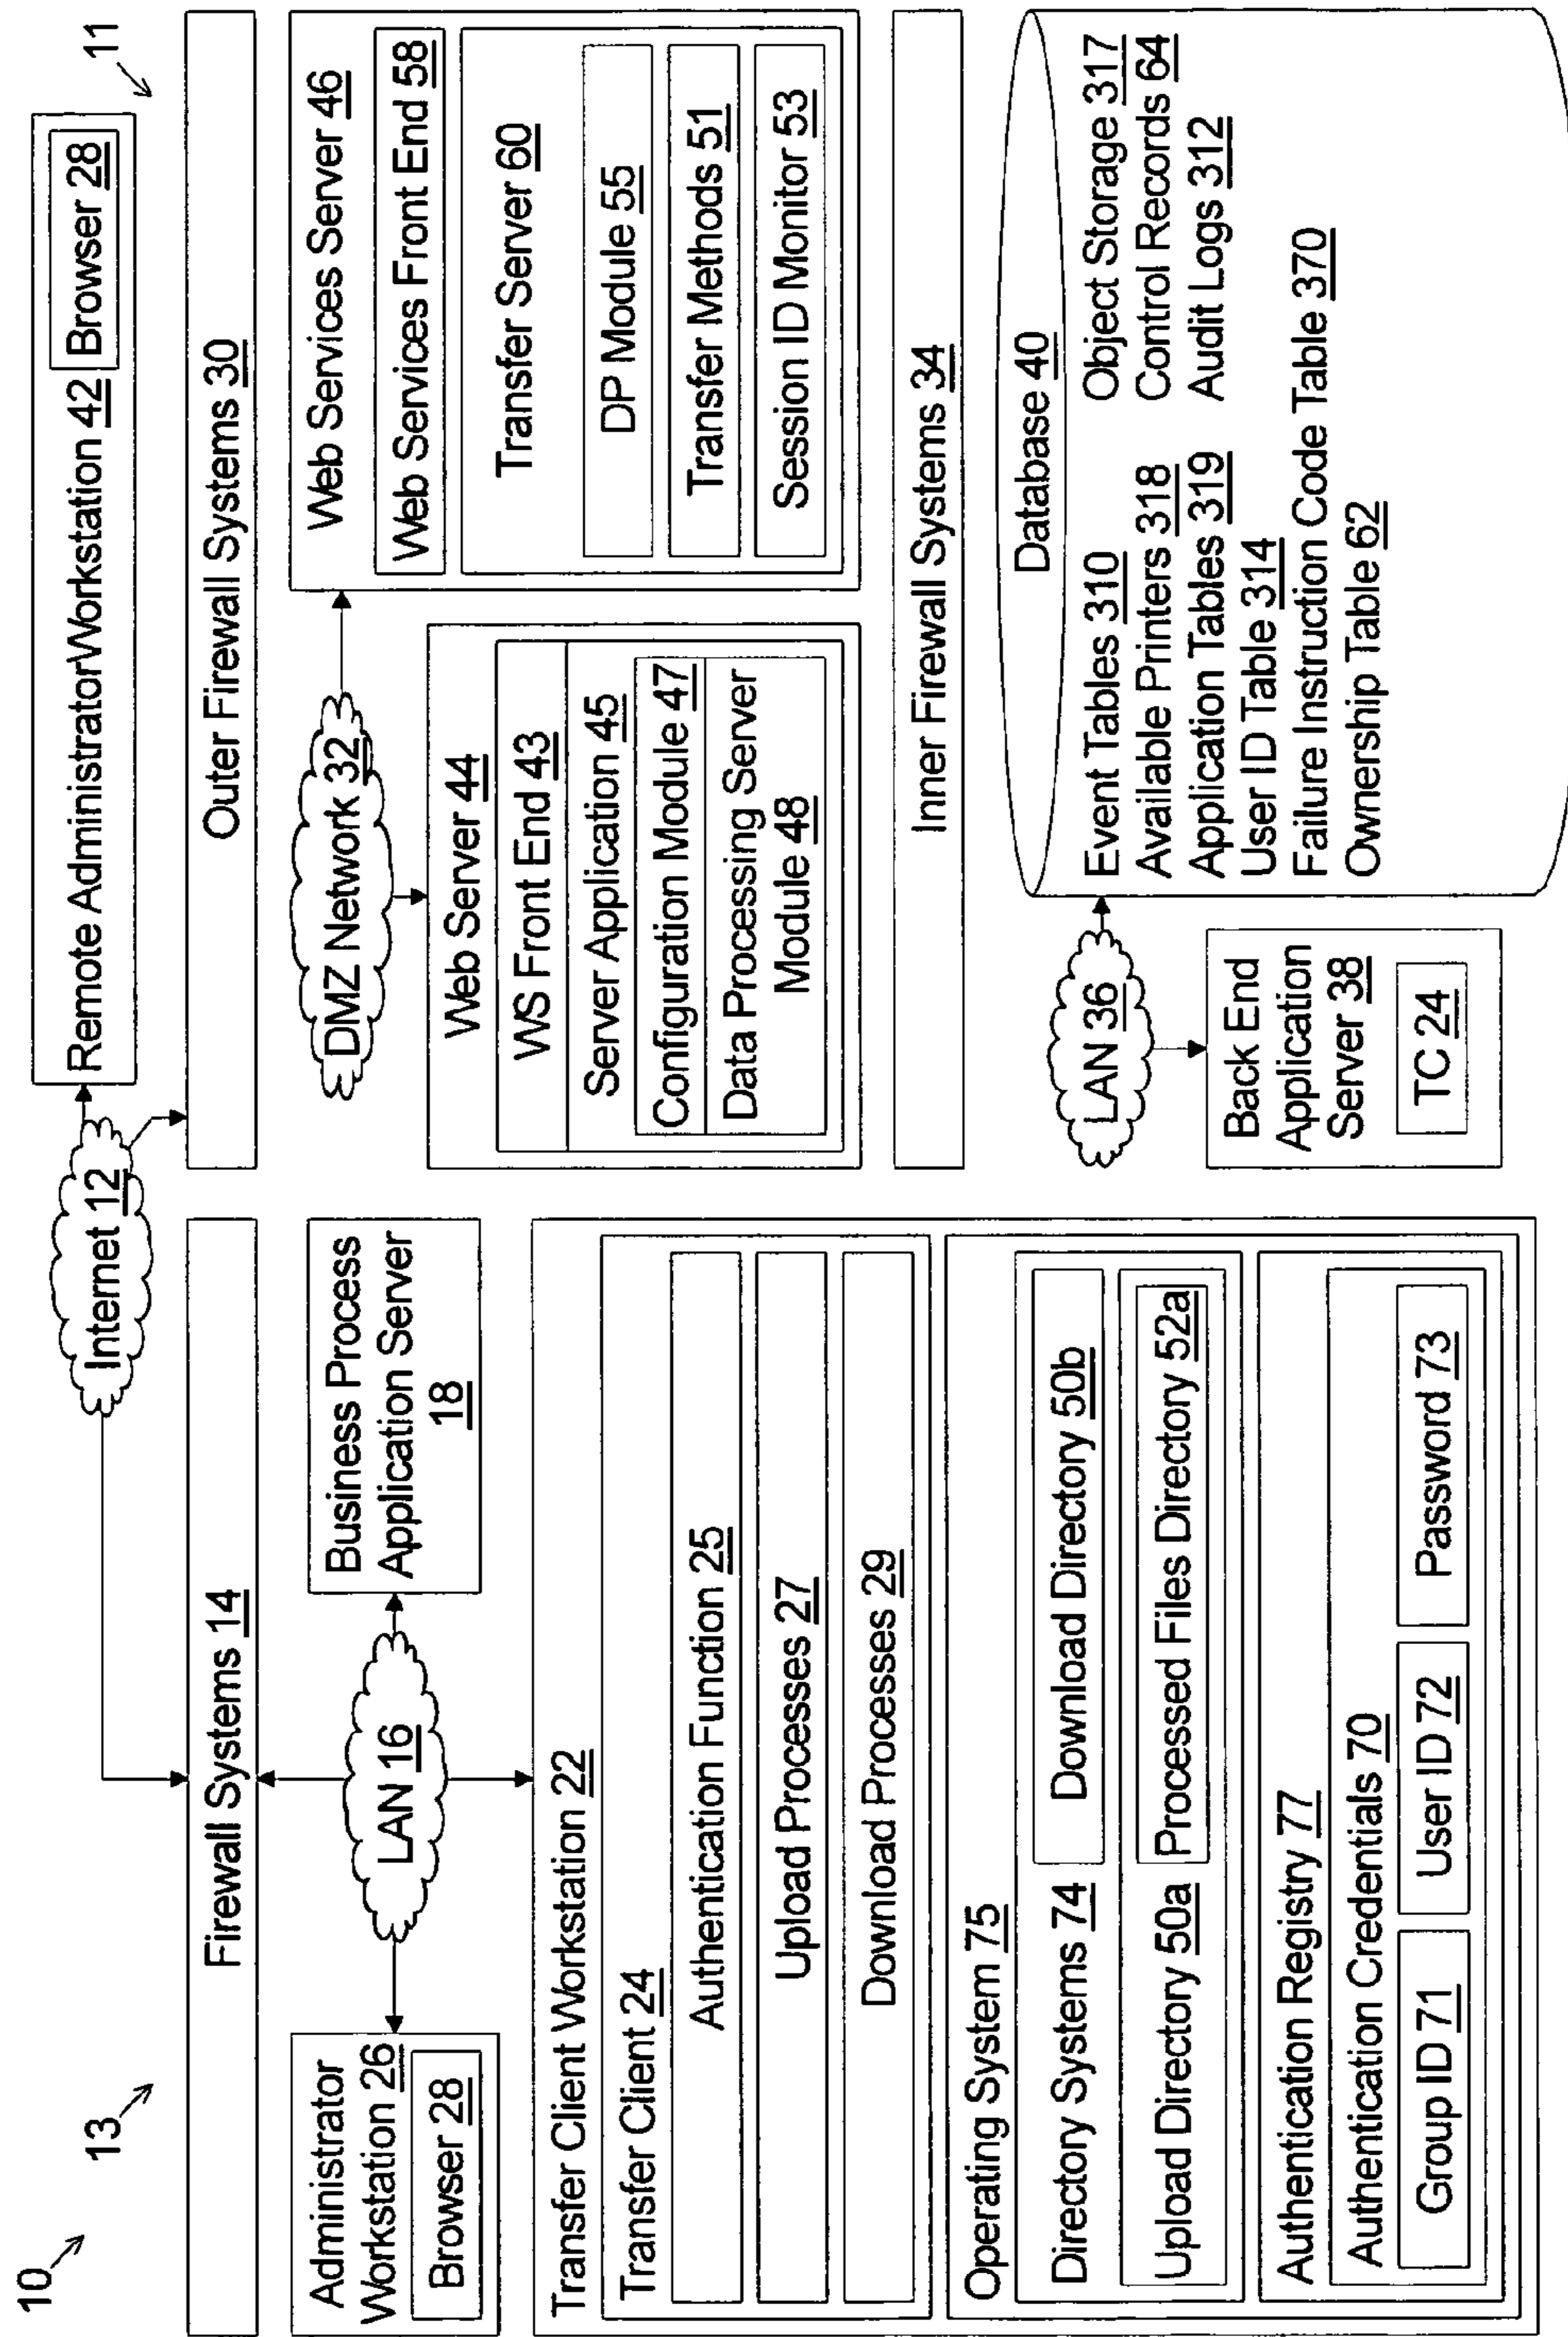 10
13
11
Internet 12
Remote AdministratorWorkstation 42
Browser 28
Firewall Systems 14
Administrator
Workstation 26
Browser 28
LAN 16
Business Process
Application Server
18
Transfer Client Workstation 22
Transfer Client 24
Authentication Function 25
Upload Processes 27
Download Processes 29
Operating System 75
Directory Systems 74
Download Directory 50b
Upload Directory 50a
Processed Files Directory 52a
Authentication Registry 77
Authentication Credentials 70
Group ID 71
User ID 72
Password 73
Outer Firewall Systems 30
DMZ Network 32
Web Server 44
WS Front End 43
Server Application 45
Configuration Module 47
Data Processing Server
Module 48
Web Services Server 46
Web Services Front End 58
Transfer Server 60
DP Module 55
Transfer Methods 51
Session ID Monitor 53
Inner Firewall Systems 34
LAN 36
Back End
Application
Server 38
TC 24
Database 40
Event Tables 310
Available Printers 318
Application Tables 319
User ID Table 314
Failure Instruction Code Table 370
Ownership Table 62
Object Storage 317
Control Records 64
Audit Logs 312